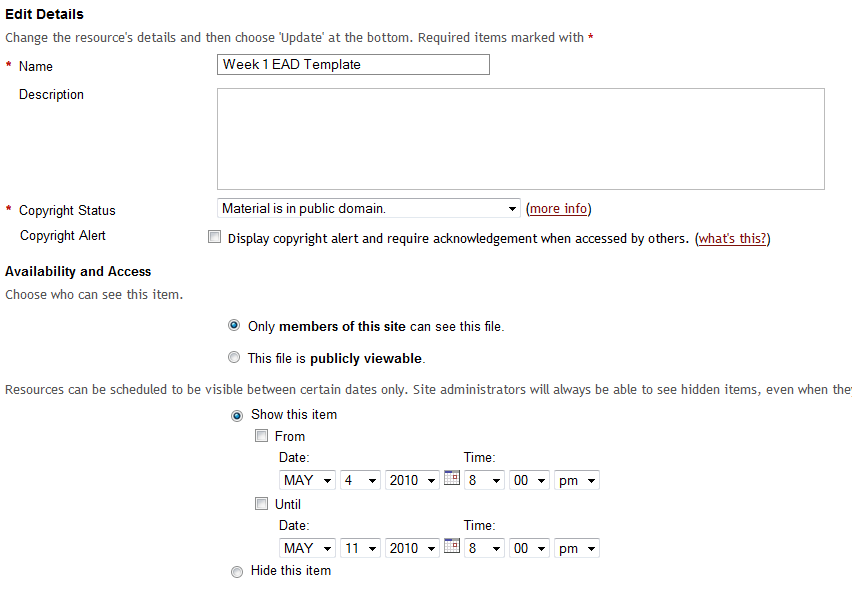 Edit Details
Change the resource's details and then choose 'Update' at the bottom. Required items marked with *
* Name Week 1 EAD Template
Description
* Copyright Status Material is in public domain. (more info)
Copyright Alert Display copyright alert and require acknowledgement when accessed by others. (what's this?)
Availability and Access
Choose who can see this item.
Only members of this site can see this file.
This file is publicly viewable.
Resources can be scheduled to be visible between certain dates only. Site administrators will always be able to see hidden items, even when they
Show this item
From
Date: Time:
MAY 4 2010 8 00 pm
Until
Date: Time:
MAY 11 2010 8 00 pm
Hide this item